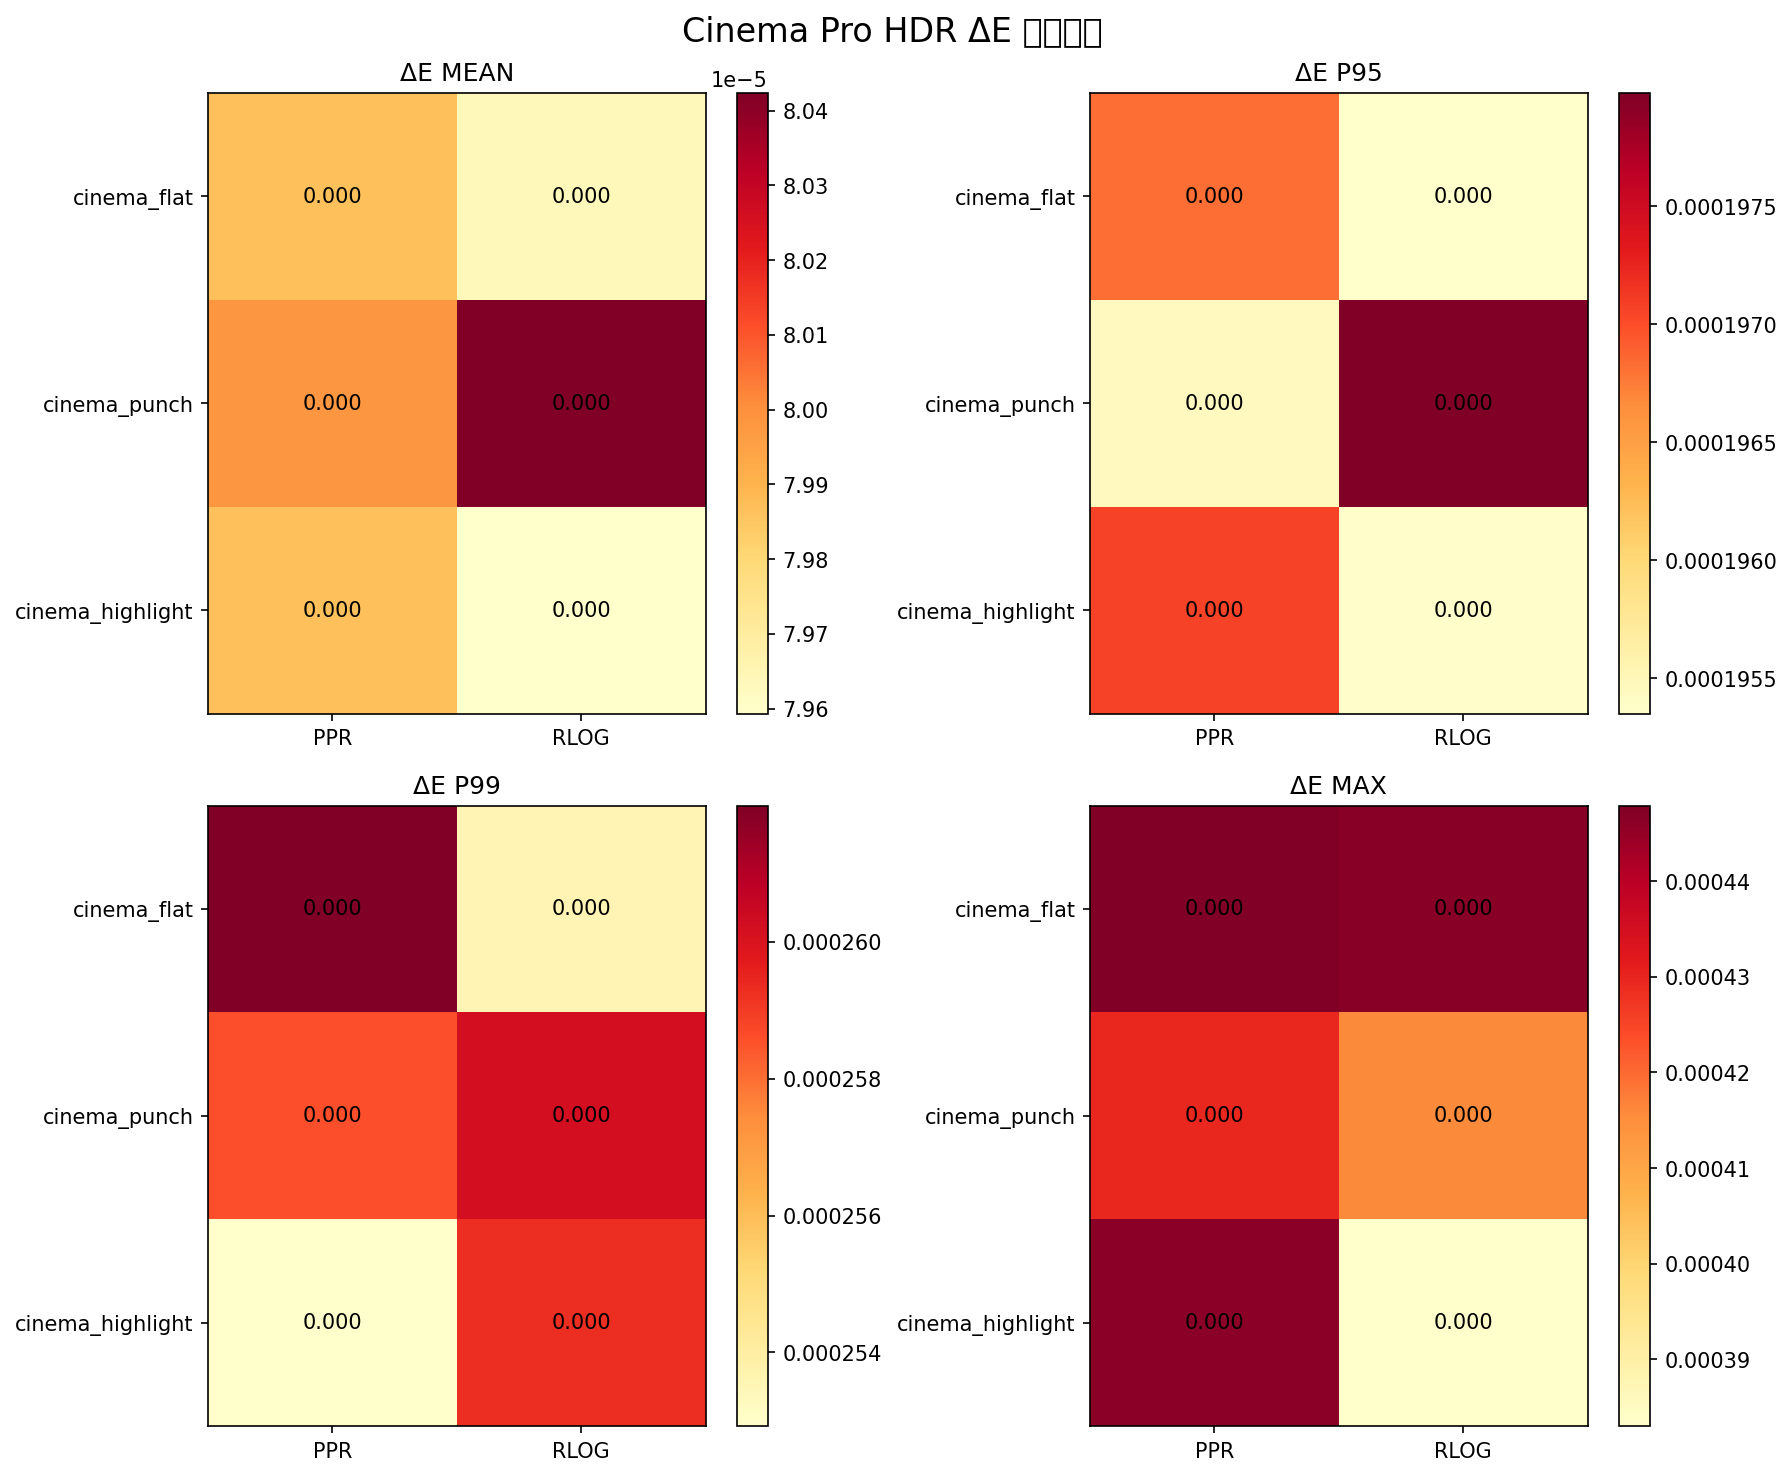 Cinema Pro HDR ΔE
ΔE MEAN
1e−5
cinema_flat
cinema_punch
cinema_highlight
0.000 0.000
0.000 0.000
0.000 0.000
PPR RLOG
8.04
8.03
8.02
8.01
8.00
7.99
7.98
7.97
7.96
ΔE P95
cinema_flat
cinema_punch
cinema_highlight
0.000 0.000
0.000 0.000
0.000 0.000
PPR RLOG
0.0001975
0.0001970
0.0001965
0.0001960
0.0001955
ΔE P99
cinema_flat
cinema_punch
cinema_highlight
0.000 0.000
0.000 0.000
0.000 0.000
PPR RLOG
0.000260
0.000258
0.000256
0.000254
ΔE MAX
cinema_flat
cinema_punch
cinema_highlight
0.000 0.000
0.000 0.000
0.000 0.000
PPR RLOG
0.00044
0.00043
0.00042
0.00041
0.00040
0.00039